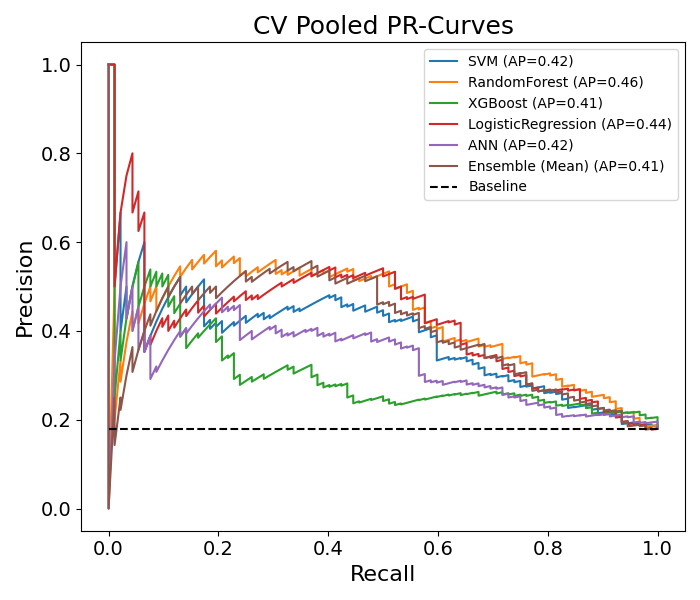 CV Pooled PR-Curves
SVM (AP=0.42)
RandomForest (AP=0.46)
XGBoost (AP=0.41)
LogisticRegression (AP=0.44)
ANN (AP=0.42)
Ensemble (Mean) (AP=0.41)
Baseline
Precision
1.0
0.8
0.6
0.4
0.2
0.0
0.0 0.2 0.4 0.6 0.8 1.0
Recall